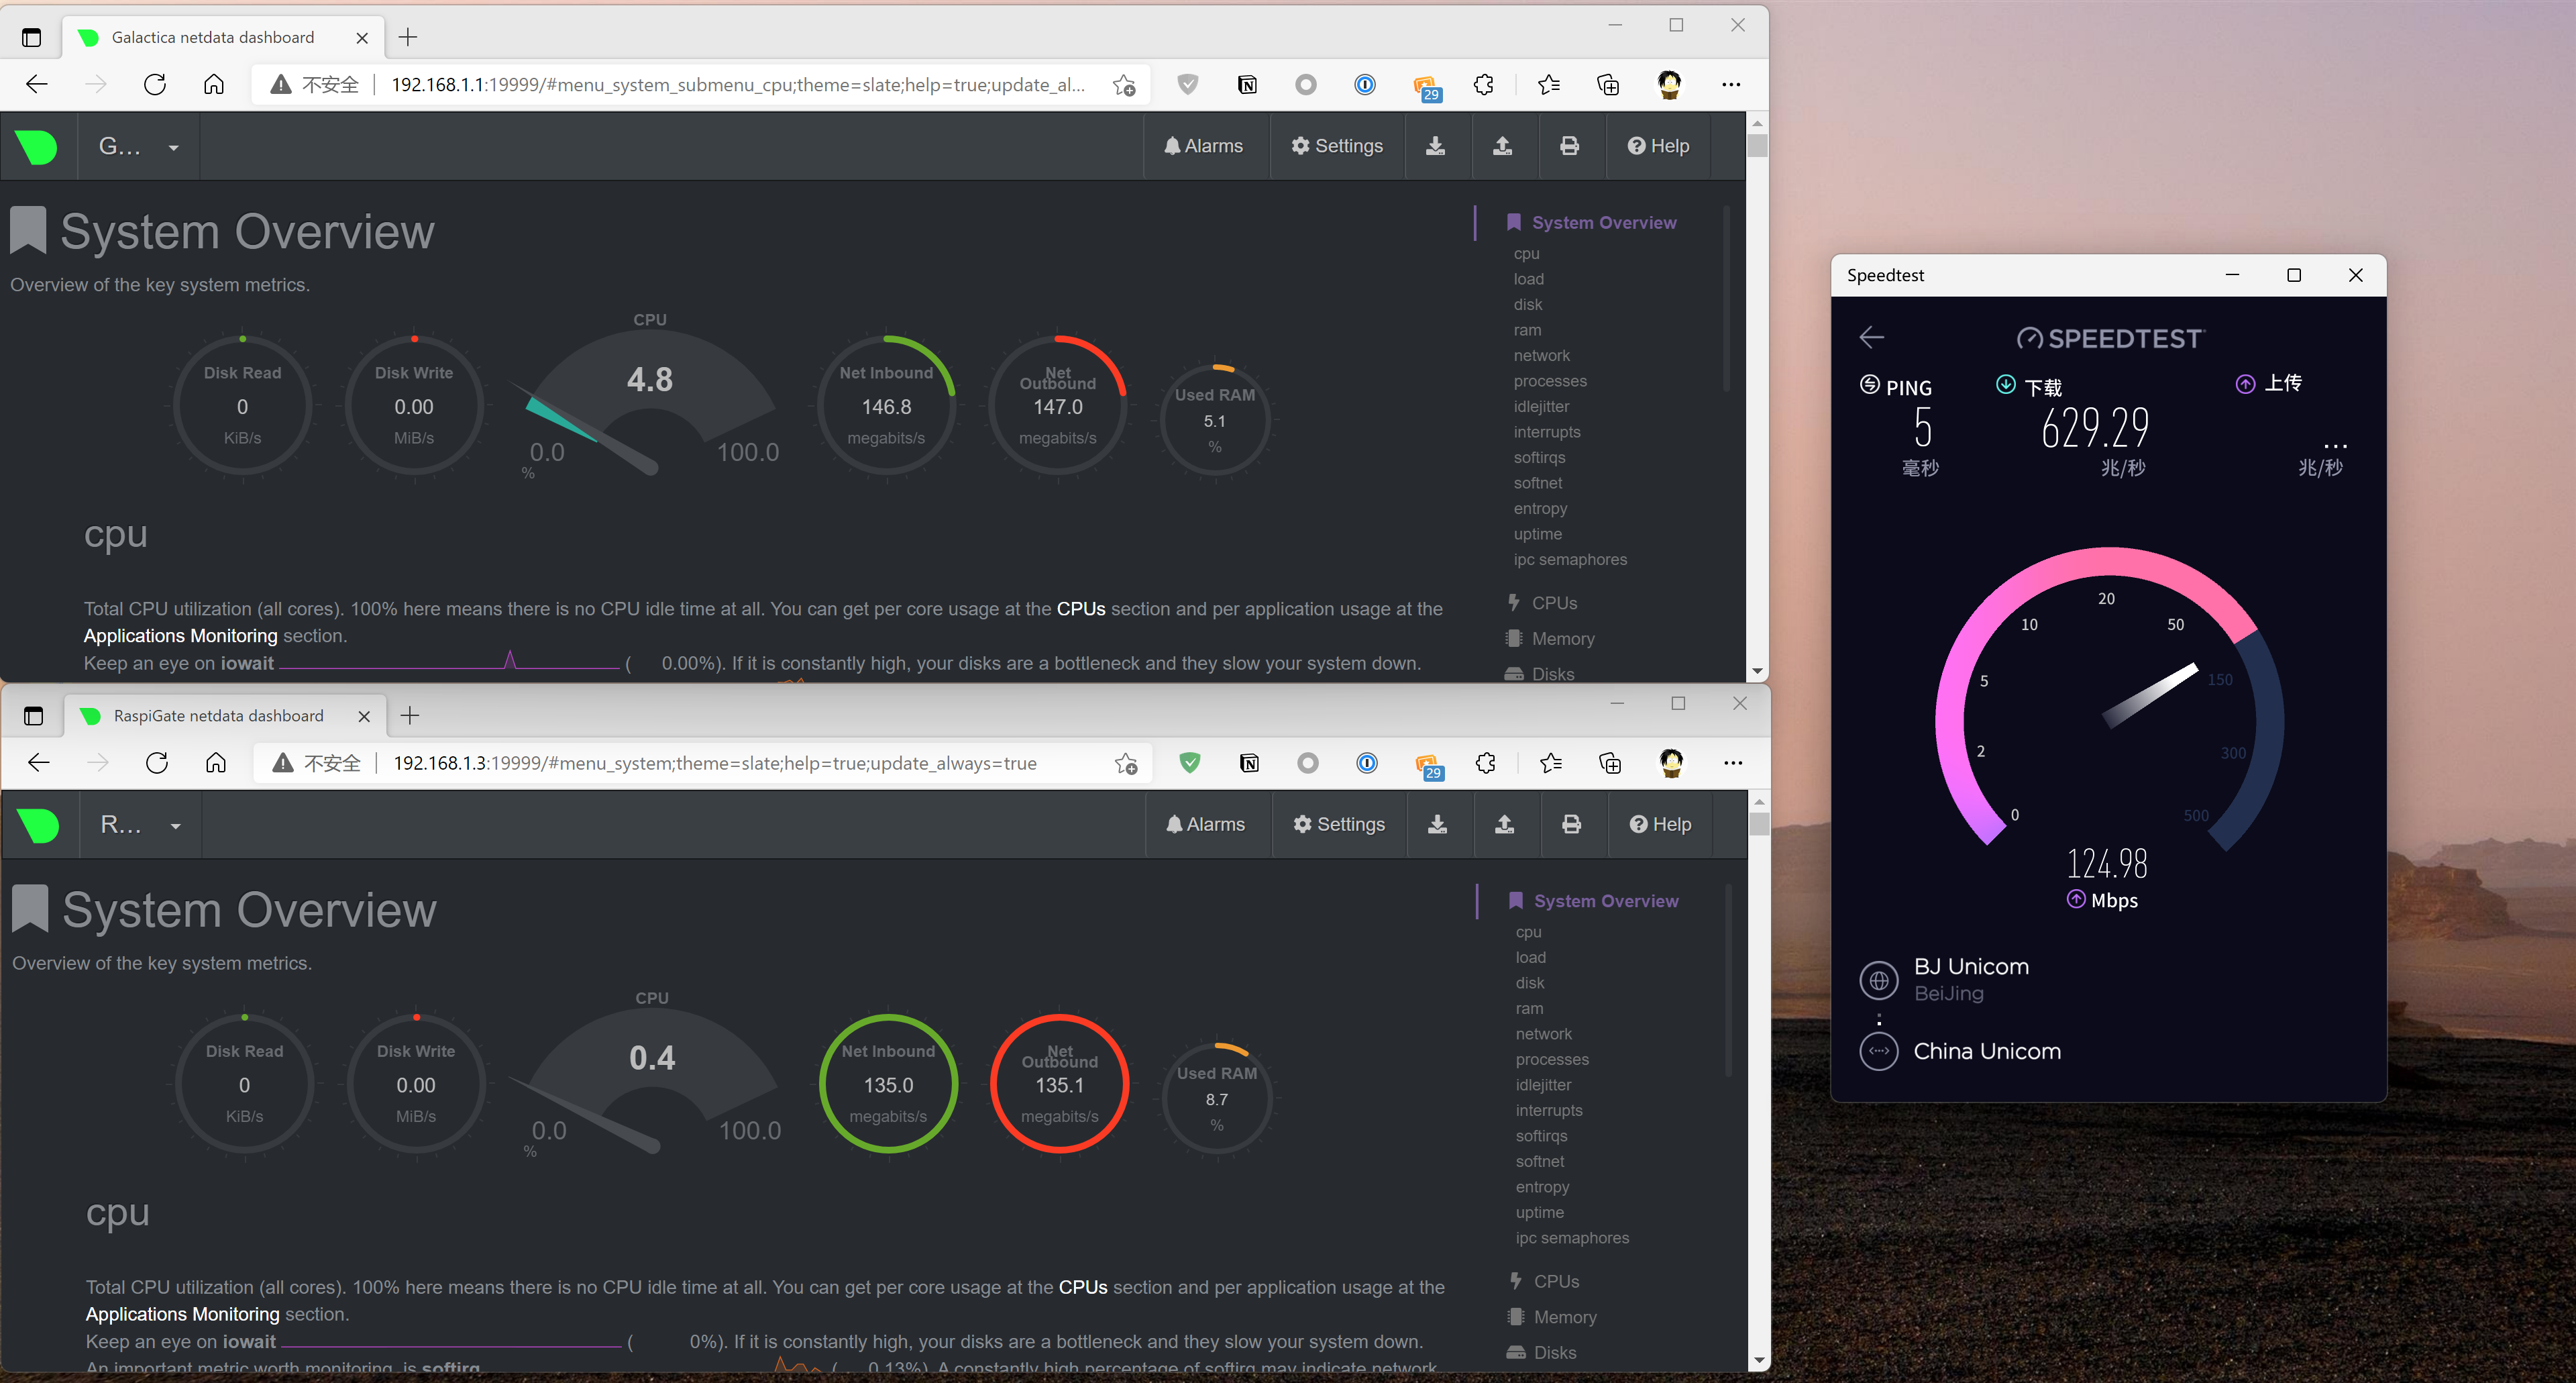 Galactica netdata dashboard
不安全
192.168.1.1:19999/#menu_system_submenu_cpu;theme=slate;help=true;update_al...
29
G...
Alarms
Settings
Help
System Overview
Overview of the key system metrics.
Disk Read
0
KiB/s
Disk Write
0.00
MiB/s
CPU
4.8
0.0
100.0
%
Net Inbound
146.8
megabits/s
Net
Outbound
147.0
megabits/s
Used RAM
5.1
%
cpu
Total CPU utilization (all cores). 100% here means there is no CPU idle time at all. You can get per core usage at the CPUs section and per application usage at the
Applications Monitoring section.
Keep an eye on iowait ( 0.00%). If it is constantly high, your disks are a bottleneck and they slow your system down.
System Overview
cpu
load
disk
ram
network
processes
idlejitter
interrupts
softirqs
softnet
entropy
uptime
ipc semaphores
CPUs
Memory
Disks
RaspiGate netdata dashboard
不安全
192.168.1.3:19999/#menu_system;theme=slate;help=true;update_always=true
29
R...
Alarms
Settings
Help
System Overview
Overview of the key system metrics.
Disk Read
0
KiB/s
Disk Write
0.00
MiB/s
CPU
0.4
0.0
100.0
%
Net Inbound
135.0
megabits/s
Net
Outbound
135.1
megabits/s
Used RAM
8.7
%
cpu
Total CPU utilization (all cores). 100% here means there is no CPU idle time at all. You can get per core usage at the CPUs section and per application usage at the
Applications Monitoring section.
Keep an eye on iowait ( 0%). If it is constantly high, your disks are a bottleneck and they slow your system down.
An important metric worth monitoring, is softirq ( 0.13%). A constantly high percentage of softirq may indicate network
System Overview
cpu
load
disk
ram
network
processes
idlejitter
interrupts
softirqs
softnet
entropy
uptime
ipc semaphores
CPUs
Memory
Disks
Speedtest
SPEEDTEST
PING
5
毫秒
下载
629.29
兆/秒
上传
...
兆/秒
0
2
5
10
20
50
150
300
500
124.98
Mbps
BJ Unicom
BeiJing
China Unicom